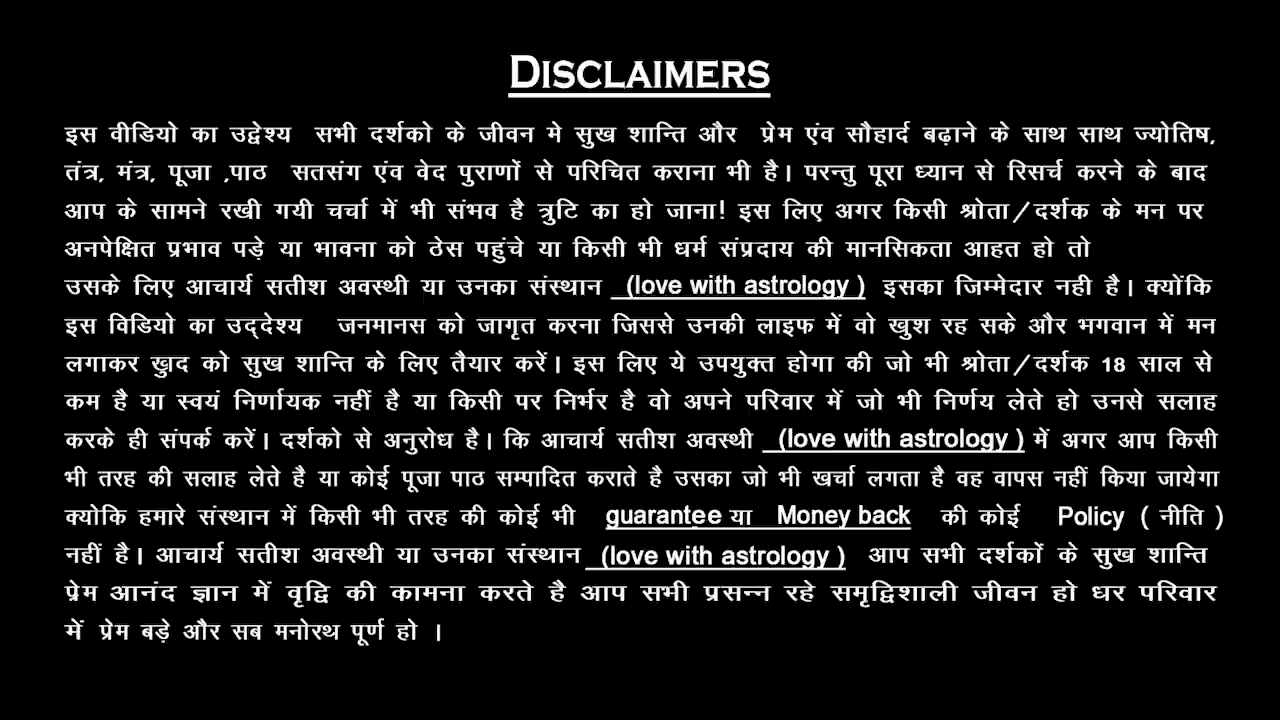 DISCLAIMERS
इस वीडियो का उद्वेश्य सभी दर्शको के जीवन मे सुख शान्ति और प्रेम एंव सौहार्द बढ़ाने के साथ साथ ज्योतिष,
तंत्र, मंत्र, पूजा ,पाठ सतसंग एंव वेद पुराणों से परिचित कराना भी है। परन्तु पूरा ध्यान से रिसर्च करने के बाद
आप के सामने रखी गयी चर्चा में भी संभव है त्रुटि का हो जाना! इस लिए अगर किसी श्रोता/दर्शक के मन पर
अनपेक्षित प्रभाव पड़े या भावना को ठेस पहुंचे या किसी भी धर्म संप्रदाय की मानसिकता आहत हो तो
उसके लिए आचार्य सतीश अवस्थी या उनका संस्थान (love with astrology ) इसका जिम्मेदार नही है। क्योंकि
इस विडियो का उद्देश्य जनमानस को जागृत करना जिससे उनकी लाइफ में वो खुश रह सके और भगवान में मन
लगाकर खुद को सुख शान्ति के लिए तैयार करें। इस लिए ये उपयुक्त होगा की जो भी श्रोता/दर्शक 18 साल से
कम है या स्वयं निर्णायक नहीं है या किसी पर निर्भर है वो अपने परिवार में जो भी निर्णय लेते हो उनसे सलाह
करके ही संपर्क करें। दर्शको से अनुरोध है। कि आचार्य सतीश अवस्थी (love with astrology ) में अगर आप किसी
भी तरह की सलाह लेते है या कोई पूजा पाठ सम्पादित कराते है उसका जो भी खर्चा लगता है वह वापस नहीं किया जायेगा
क्योकि हमारे संस्थान में किसी भी तरह की कोई भी guarantee या Money back की कोई Policy ( नीति )
नहीं है। आचार्य सतीश अवस्थी या उनका संस्थान (love with astrology ) आप सभी दर्शकों के सुख शान्ति
प्रेम आनंद ज्ञान में वृद्वि की कामना करते है आप सभी प्रसन्न रहे समृद्विशाली जीवन हो धर परिवार
में प्रेम बड़े और सब मनोरथ पूर्ण हो ।